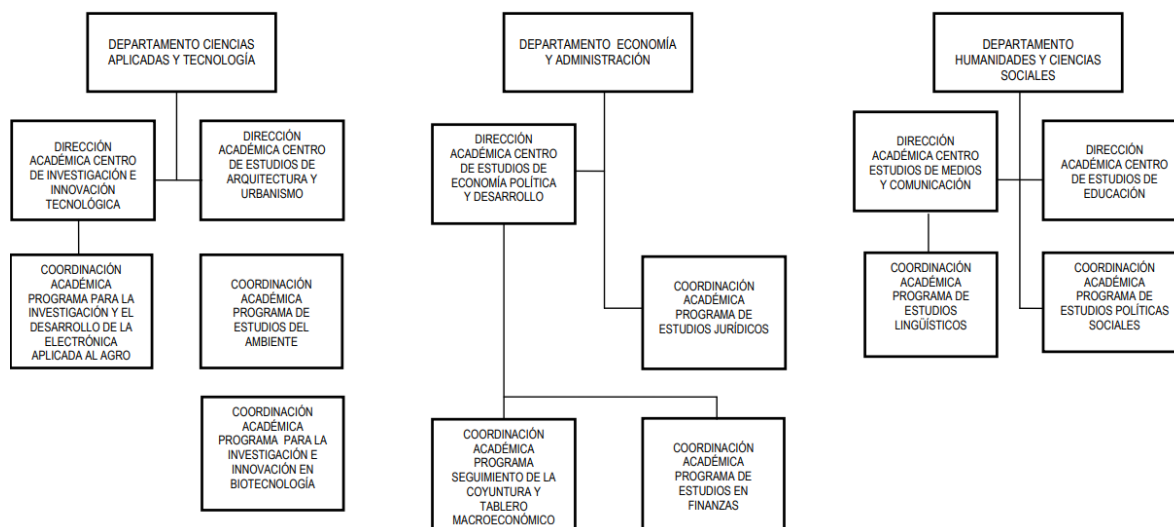 DEPARTAMENTO CIENCIAS
APLICADAS Y TECNOLOGÍA
DEPARTAMENTO ECONOMÍA
Y ADMINISTRACIÓN
DEPARTAMENTO
HUMANIDADES Y CIENCIAS
SOCIALES
DIRECCIÓN
ACADÉMICA CENTRO
DE INVESTIGACIÓN E
INNOVACIÓN
TECNOLÓGICA
DIRECCIÓN
ACADÉMICA CENTRO
DE ESTUDIOS DE
ARQUITECTURA Y
URBANISMO
DIRECCIÓN
ACADÉMICA CENTRO
DE ESTUDIOS DE
ECONOMÍA POLÍTICA
Y DESARROLLO
DIRECCIÓN
ACADÉMICA CENTRO
ESTUDIOS DE MEDIOS
Y COMUNICACIÓN
DIRECCIÓN
ACADÉMICA CENTRO
DE ESTUDIOS DE
EDUCACIÓN
COORDINACIÓN
ACADÉMICA
PROGRAMA PARA LA
INVESTIGACIÓN Y EL
DESARROLLO DE LA
ELECTRÓNICA
APLICADA AL AGRO
COORDINACIÓN
ACADÉMICA
PROGRAMA DE
ESTUDIOS DEL
AMBIENTE
COORDINACIÓN
ACADÉMICA
PROGRAMA DE
ESTUDIOS JURÍDICOS
COORDINACIÓN
ACADÉMICA
PROGRAMA DE
ESTUDIOS
LINGÜÍSTICOS
COORDINACIÓN
ACADÉMICA
PROGRAMA DE
ESTUDIOS POLÍTICAS
SOCIALES
COORDINACIÓN
ACADÉMICA
PROGRAMA PARA LA
INVESTIGACIÓN E
INNOVACIÓN EN
BIOTECNOLOGÍA
COORDINACIÓN
ACADÉMICA
PROGRAMA
SEGUIMIENTO DE LA
COYUNTURA Y
TABLERO
MACROECONÓMICO
COORDINACIÓN
ACADÉMICA
PROGRAMA DE
ESTUDIOS EN
FINANZAS